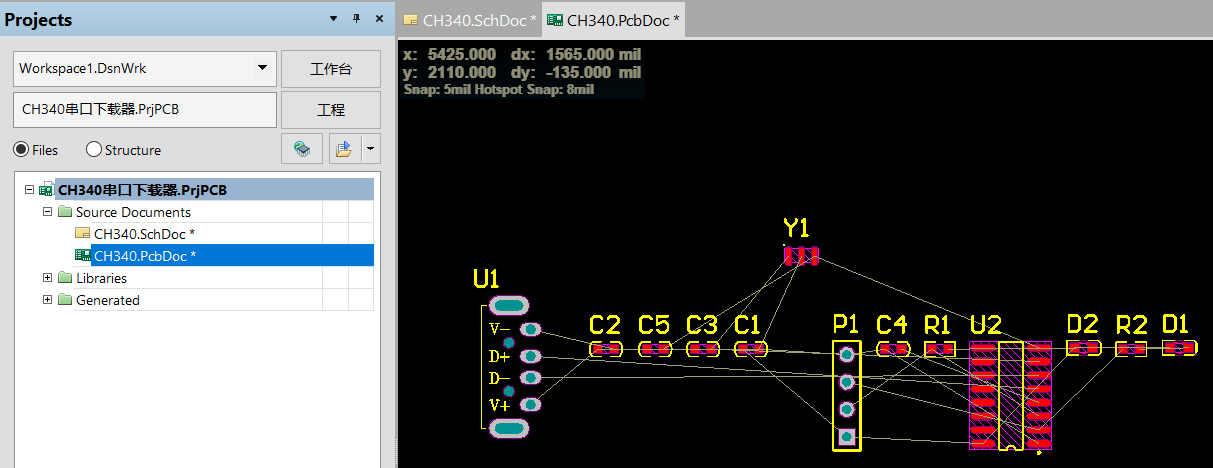 Projects
CH340.SchDoc *
CH340.PcbDoc *
Workspace1.DsnWrk
工作台
CH340串口下载器.PrjPCB
工程
Files
Structure
CH340串口下载器.PrjPCB
Source Documents
CH340.SchDoc *
CH340.PcbDoc *
Libraries
Generated
x: 5425.000 dx: 1565.000 mil
y: 2110.000 dy: -135.000 mil
Snap: 5mil Hotspot Snap: 8mil
Y1
U1
V-
D+
D-
V+
C2
C5
C3
C1
P1
C4
R1
U2
D2
R2
D1